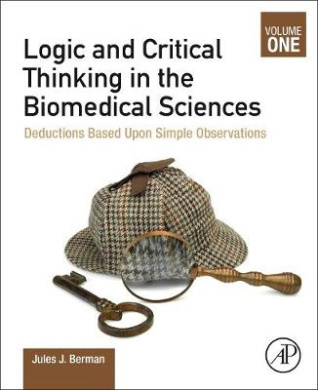 VOLUME
ONE
Logic and Critical
Thinking in the
Biomedical Sciences
Deductions Based Upon Simple Observations
Jules J. Berman
AP